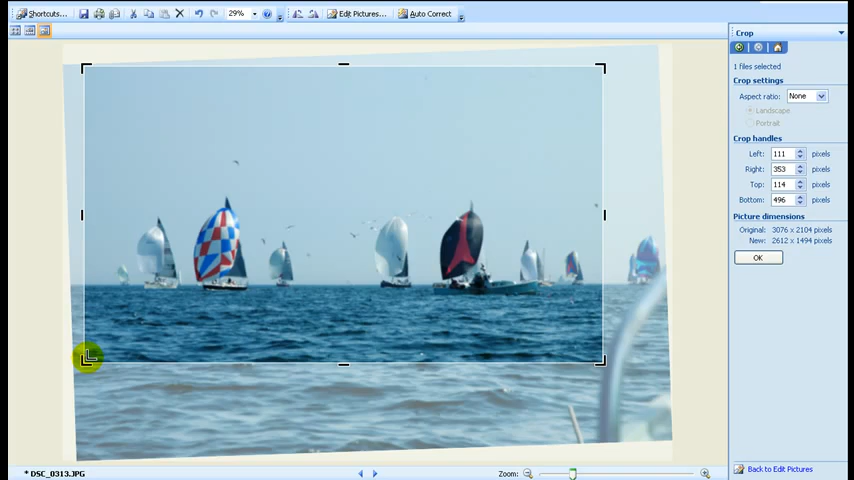 Shortcuts...
29%
Edit Pictures...
Auto Correct
Crop
1 files selected
Crop settings
Aspect ratio: None
Landscape
Portrait
Crop handles
Left: 111 pixels
Right: 353 pixels
Top: 114 pixels
Bottom: 496 pixels
Picture dimensions
Original: 3076 x 2104 pixels
New: 2612 x 1494 pixels
OK
Back to Edit Pictures
* DSC_0313.JPG
Zoom: